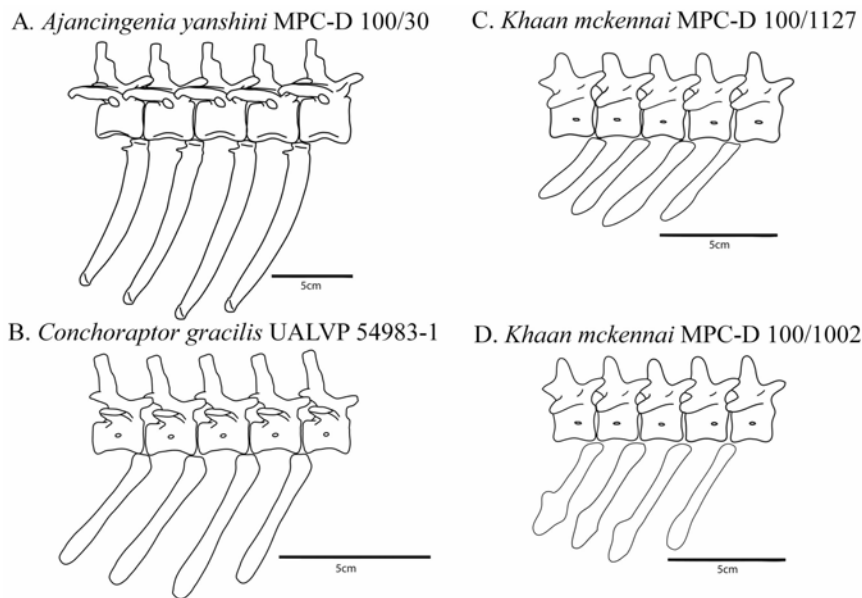 A. Ajancingenia yanshini MPC-D 100/30
5cm
B. Conchoraptor gracilis UALVP 54983-1
5cm
C. Khaan mckennai MPC-D 100/1127
5cm
D. Khaan mckennai MPC-D 100/1002
5cm